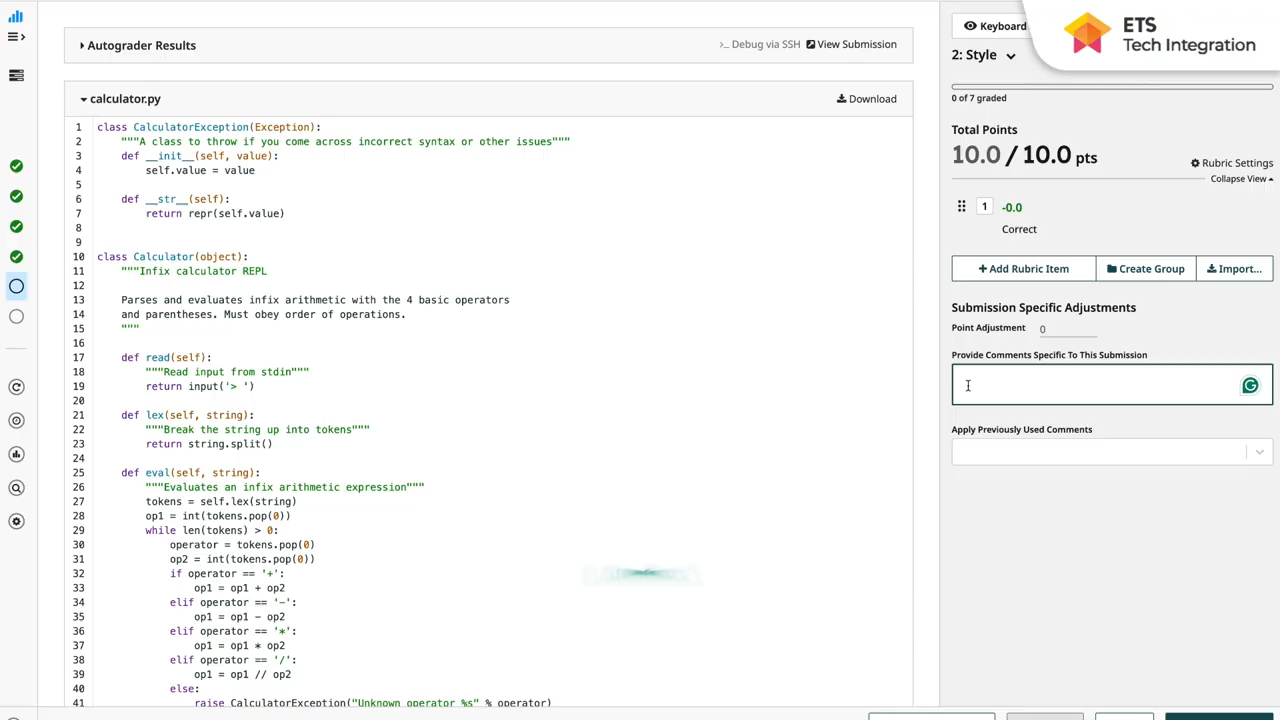 Autograder Results
>_ Debug via SSH View Submission
calculator.py
Download
1 class CalculatorException(Exception):
2 """A class to throw if you come across incorrect syntax or other issues"""
3 def __init__(self, value):
4 self.value = value
5
6 def __str__(self):
7 return repr(self.value)
8
9
10 class Calculator(object):
11 """Infix calculator REPL
12
13 Parses and evaluates infix arithmetic with the 4 basic operators
14 and parentheses. Must obey order of operations.
15 """
16
17 def read(self):
18 """Read input from stdin"""
19 return input('> ')
20
21 def lex(self, string):
22 """Break the string up into tokens"""
23 return string.split()
24
25 def eval(self, string):
26 """Evaluates an infix arithmetic expression"""
27 tokens = self.lex(string)
28 op1 = int(tokens.pop(0))
29 while len(tokens) > 0:
30 operator = tokens.pop(0)
31 op2 = int(tokens.pop(0))
32 if operator == '+':
33 op1 = op1 + op2
34 elif operator == '-':
35 op1 = op1 - op2
36 elif operator == '*':
37 op1 = op1 * op2
38 elif operator == '/':
39 op1 = op1 // op2
40 else:
41 raise CalculatorException("Unknown operator %s" % operator)
Keyboard
ETS
Tech Integration
2: Style
0 of 7 graded
Total Points
10.0 / 10.0 pts
Rubric Settings
Collapse View
1 -0.0
Correct
+ Add Rubric Item
Create Group
Import...
Submission Specific Adjustments
Point Adjustment 0
Provide Comments Specific To This Submission
Apply Previously Used Comments